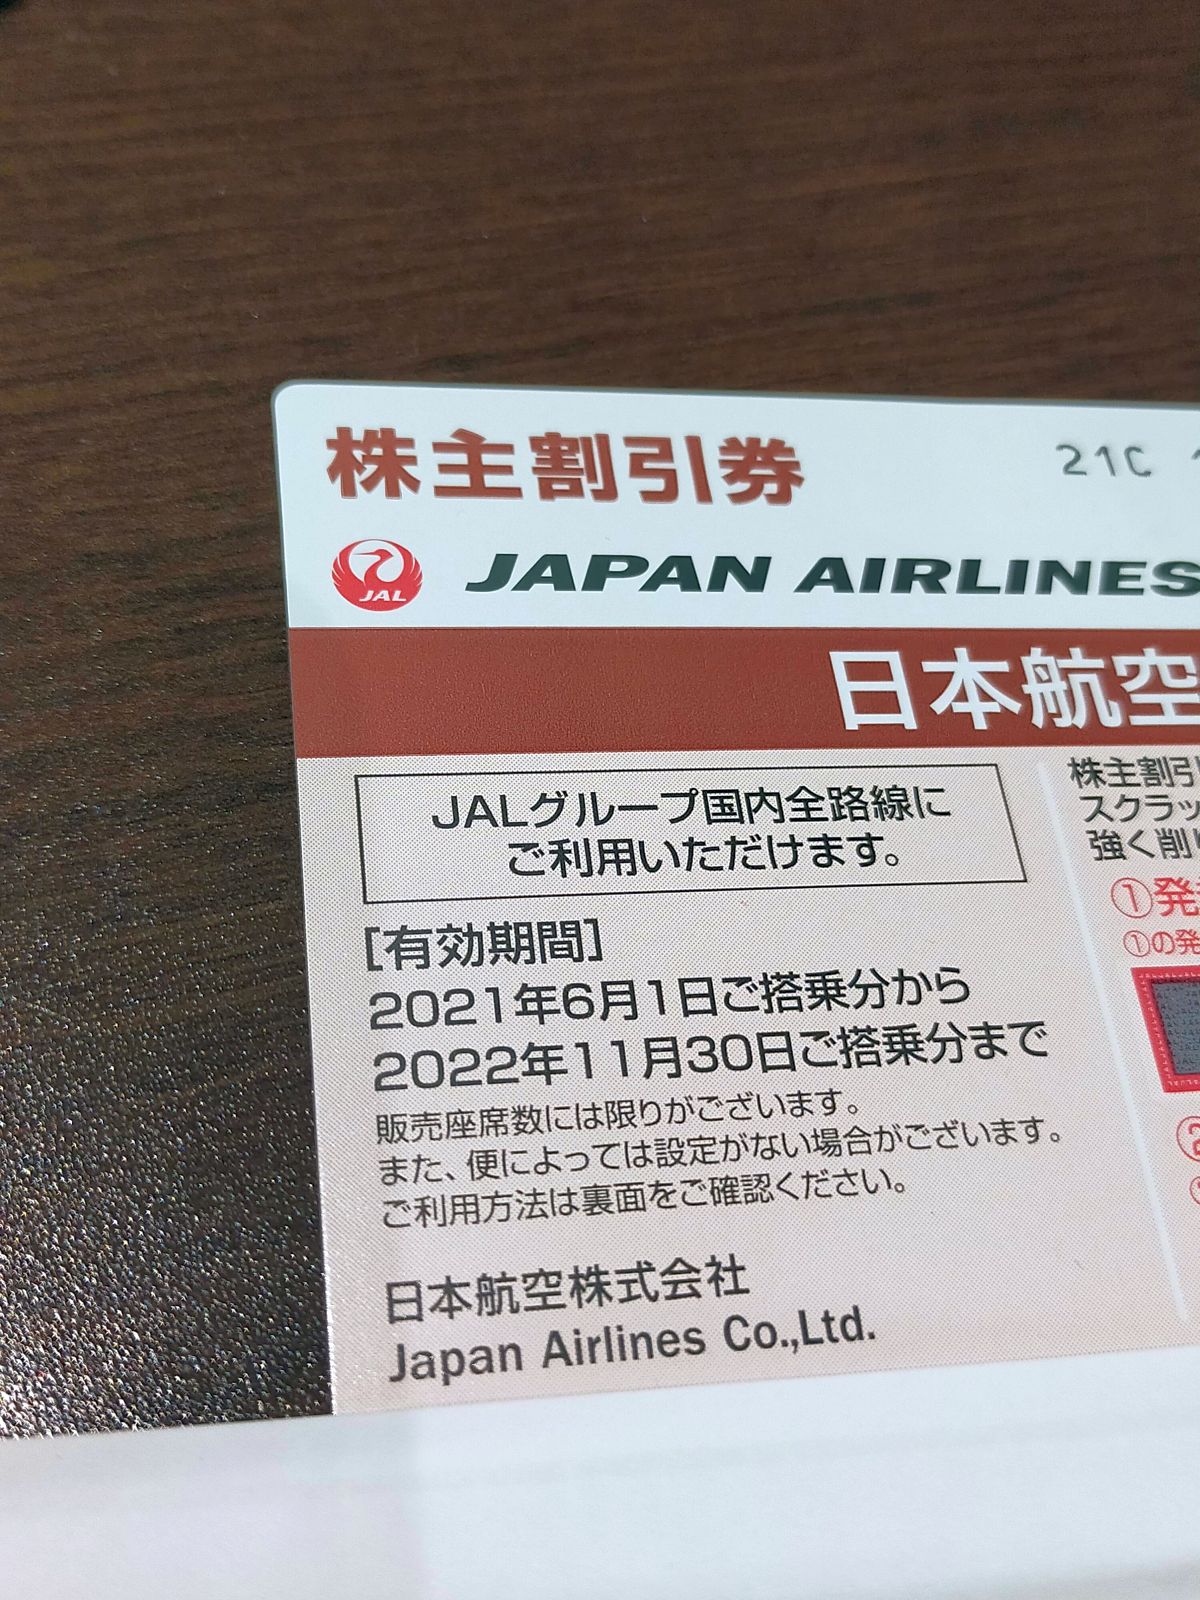 株主割引券
21C
JAL
JAPAN AIRLINES
日本航空
JALグループ国内全路線に
ご利用いただけます。
[有効期間]
2021年6月1日ご搭乗分から
2022年11月30日ご搭乗分まで
販売座席数には限りがございます。
また、便によっては設定がない場合がございます。
ご利用方法は裏面をご確認ください。
日本航空株式会社
Japan Airlines Co.,Ltd.
株主割引
スクラッ
強く削り
①発
①の発
②